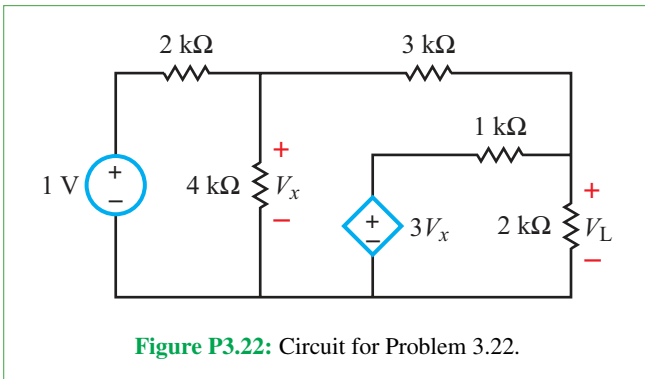 2 kΩ 3 kΩ
1 kΩ
1 V + − 4 kΩ + Vx −
+ − 3Vx 2 kΩ + VL −
Figure P3.22: Circuit for Problem 3.22.